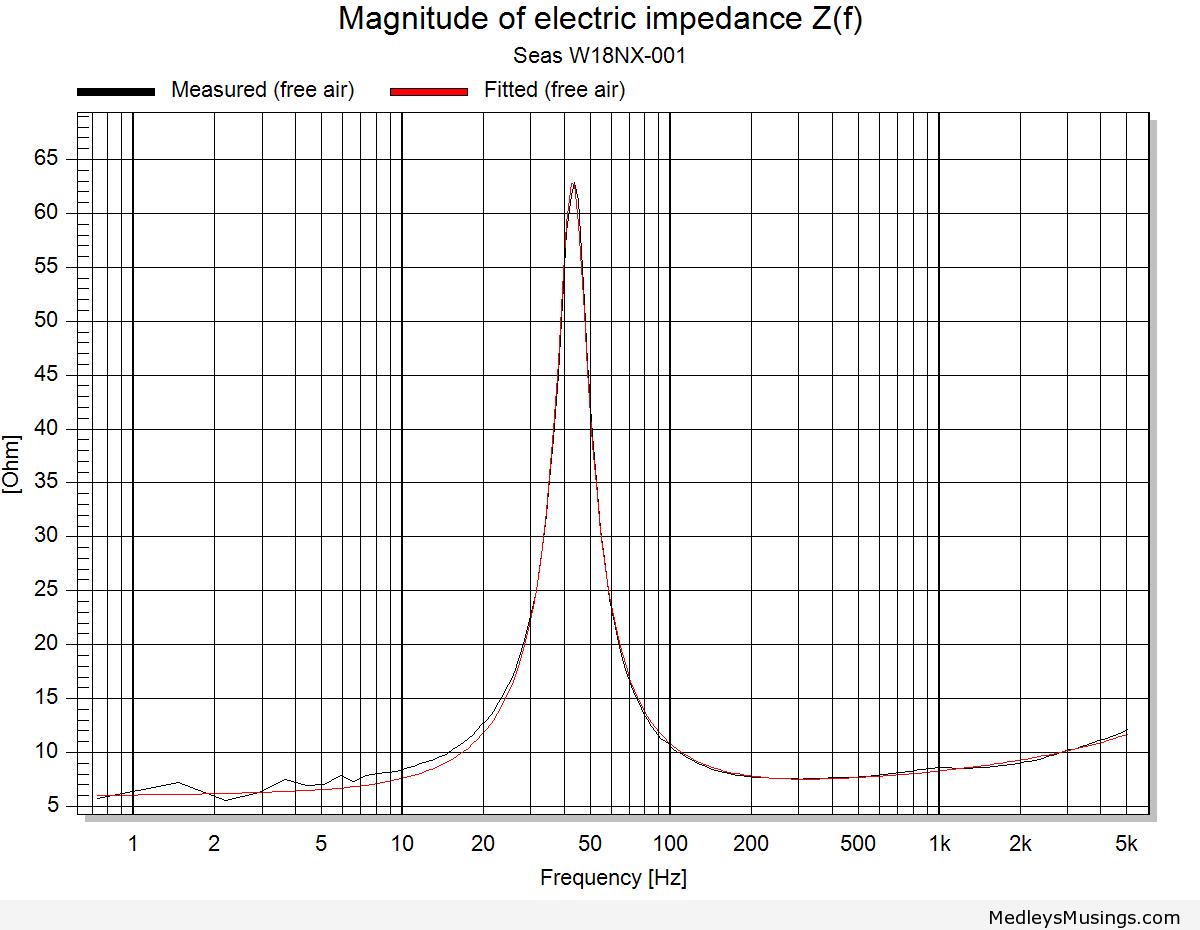 Magnitude of electric impedance Z(f)
Seas W18NX-001
Measured (free air) Fitted (free air)
65
60
55
50
45
40
35
30
25
20
15
10
5
[Ohm]
1 2 5 10 20 50 100 200 500 1k 2k 5k
Frequency [Hz]
MedleysMusings.com